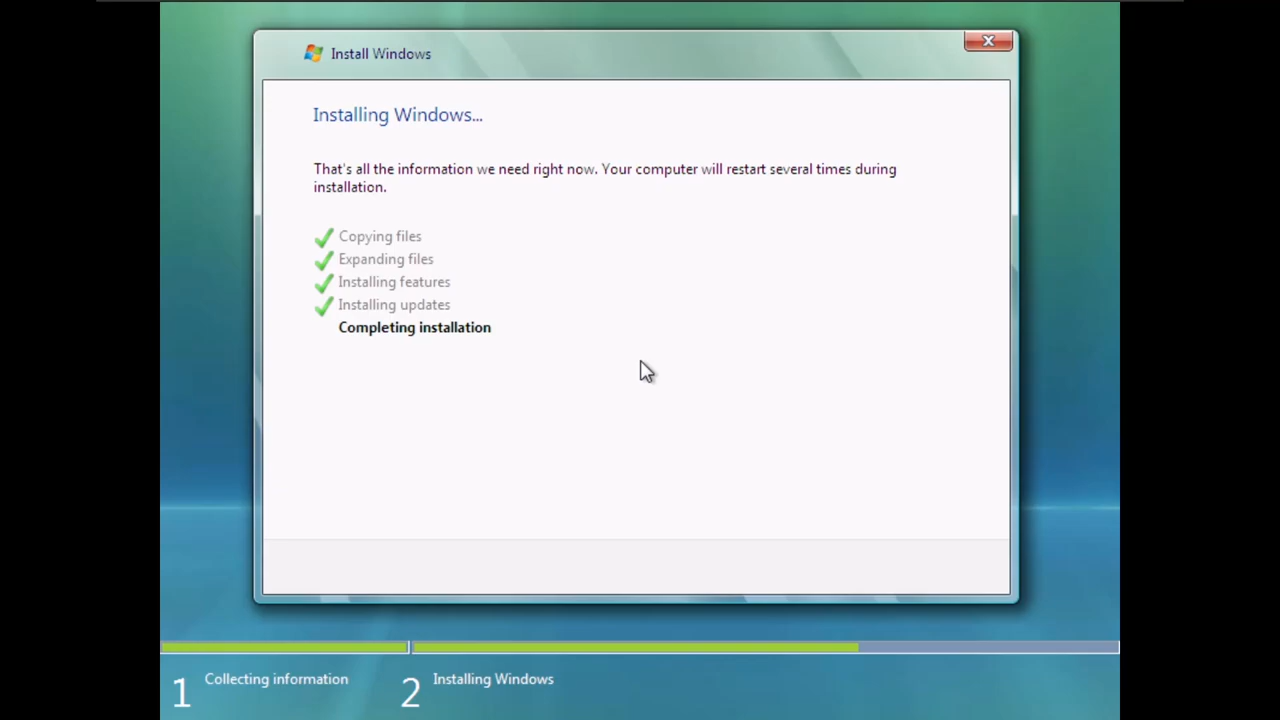 Install Windows
Installing Windows...
That's all the information we need right now. Your computer will restart several times during
installation.
Copying files
Expanding files
Installing features
Installing updates
Completing installation
1 Collecting information
2 Installing Windows